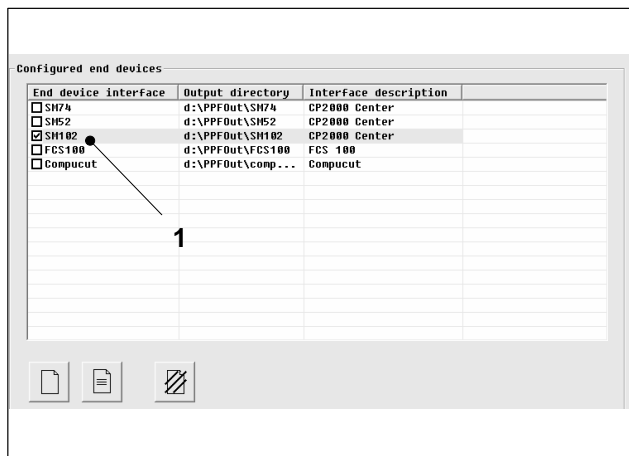 Configured end devices
End device interface Output directory Interface description
SM74 d:\PPFOut\SM74 CP2000 Center
SM52 d:\PPFOut\SM52 CP2000 Center
SM102 d:\PPFOut\SM102 CP2000 Center
FCS100 d:\PPFOut\FCS100 FCS 100
Compucut d:\PPFOut\comp...  Compucut
1